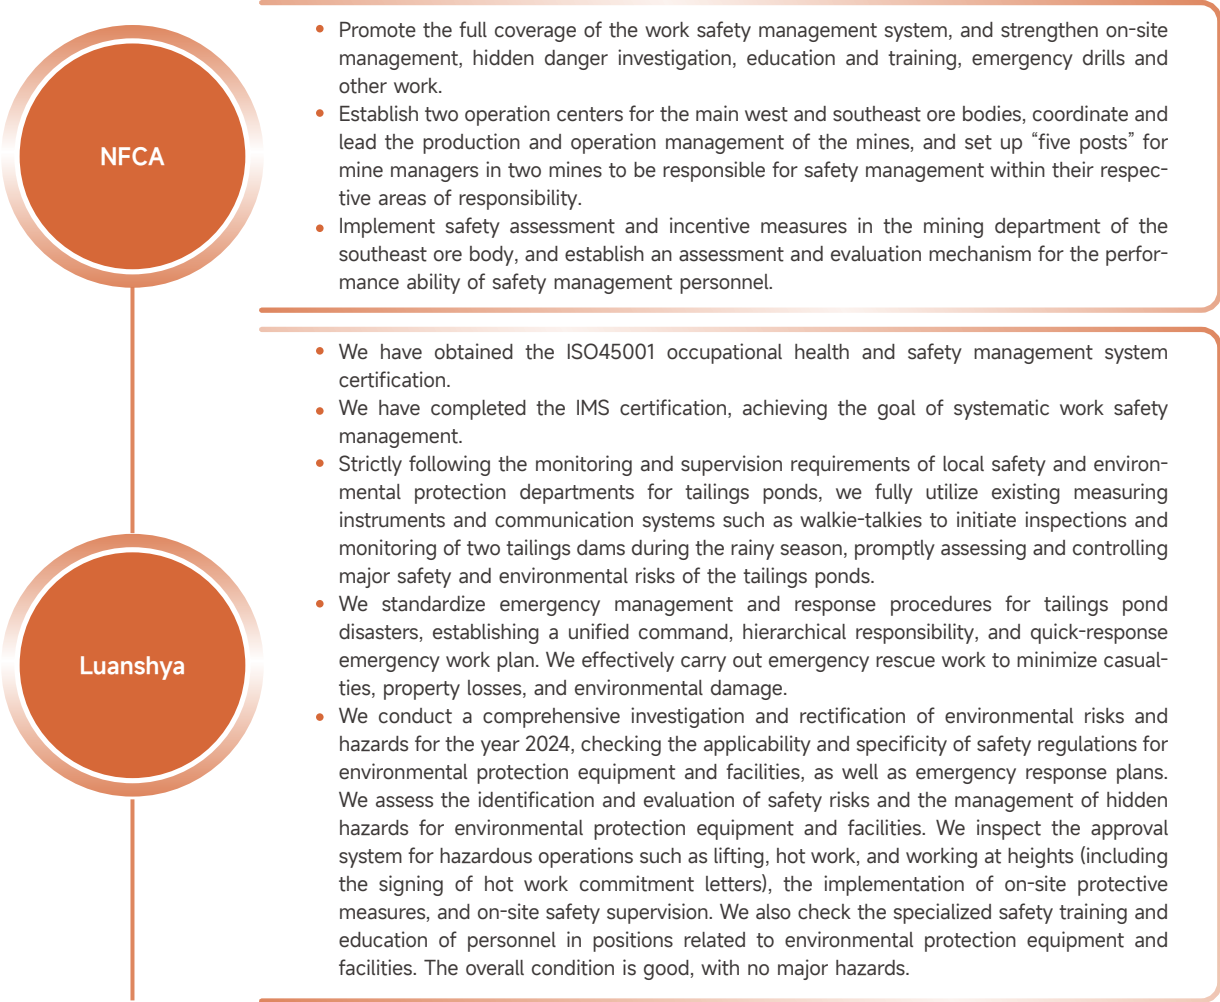 NFCA
• Promote the full coverage of the work safety management system, and strengthen on-site
management, hidden danger investigation, education and training, emergency drills and
other work.
• Establish two operation centers for the main west and southeast ore bodies, coordinate and
lead the production and operation management of the mines, and set up “five posts” for
mine managers in two mines to be responsible for safety management within their respec-
tive areas of responsibility.
• Implement safety assessment and incentive measures in the mining department of the
southeast ore body, and establish an assessment and evaluation mechanism for the perfor-
mance ability of safety management personnel.
Luanshya
• We have obtained the ISO45001 occupational health and safety management system
certification.
• We have completed the IMS certification, achieving the goal of systematic work safety
management.
• Strictly following the monitoring and supervision requirements of local safety and environ-
mental protection departments for tailings ponds, we fully utilize existing measuring
instruments and communication systems such as walkie-talkies to initiate inspections and
monitoring of two tailings dams during the rainy season, promptly assessing and controlling
major safety and environmental risks of the tailings ponds.
• We standardize emergency management and response procedures for tailings pond
disasters, establishing a unified command, hierarchical responsibility, and quick-response
emergency work plan. We effectively carry out emergency rescue work to minimize casual-
ties, property losses, and environmental damage.
• We conduct a comprehensive investigation and rectification of environmental risks and
hazards for the year 2024, checking the applicability and specificity of safety regulations for
environmental protection equipment and facilities, as well as emergency response plans.
We assess the identification and evaluation of safety risks and the management of hidden
hazards for environmental protection equipment and facilities. We inspect the approval
system for hazardous operations such as lifting, hot work, and working at heights (including
the signing of hot work commitment letters), the implementation of on-site protective
measures, and on-site safety supervision. We also check the specialized safety training and
education of personnel in positions related to environmental protection equipment and
facilities. The overall condition is good, with no major hazards.